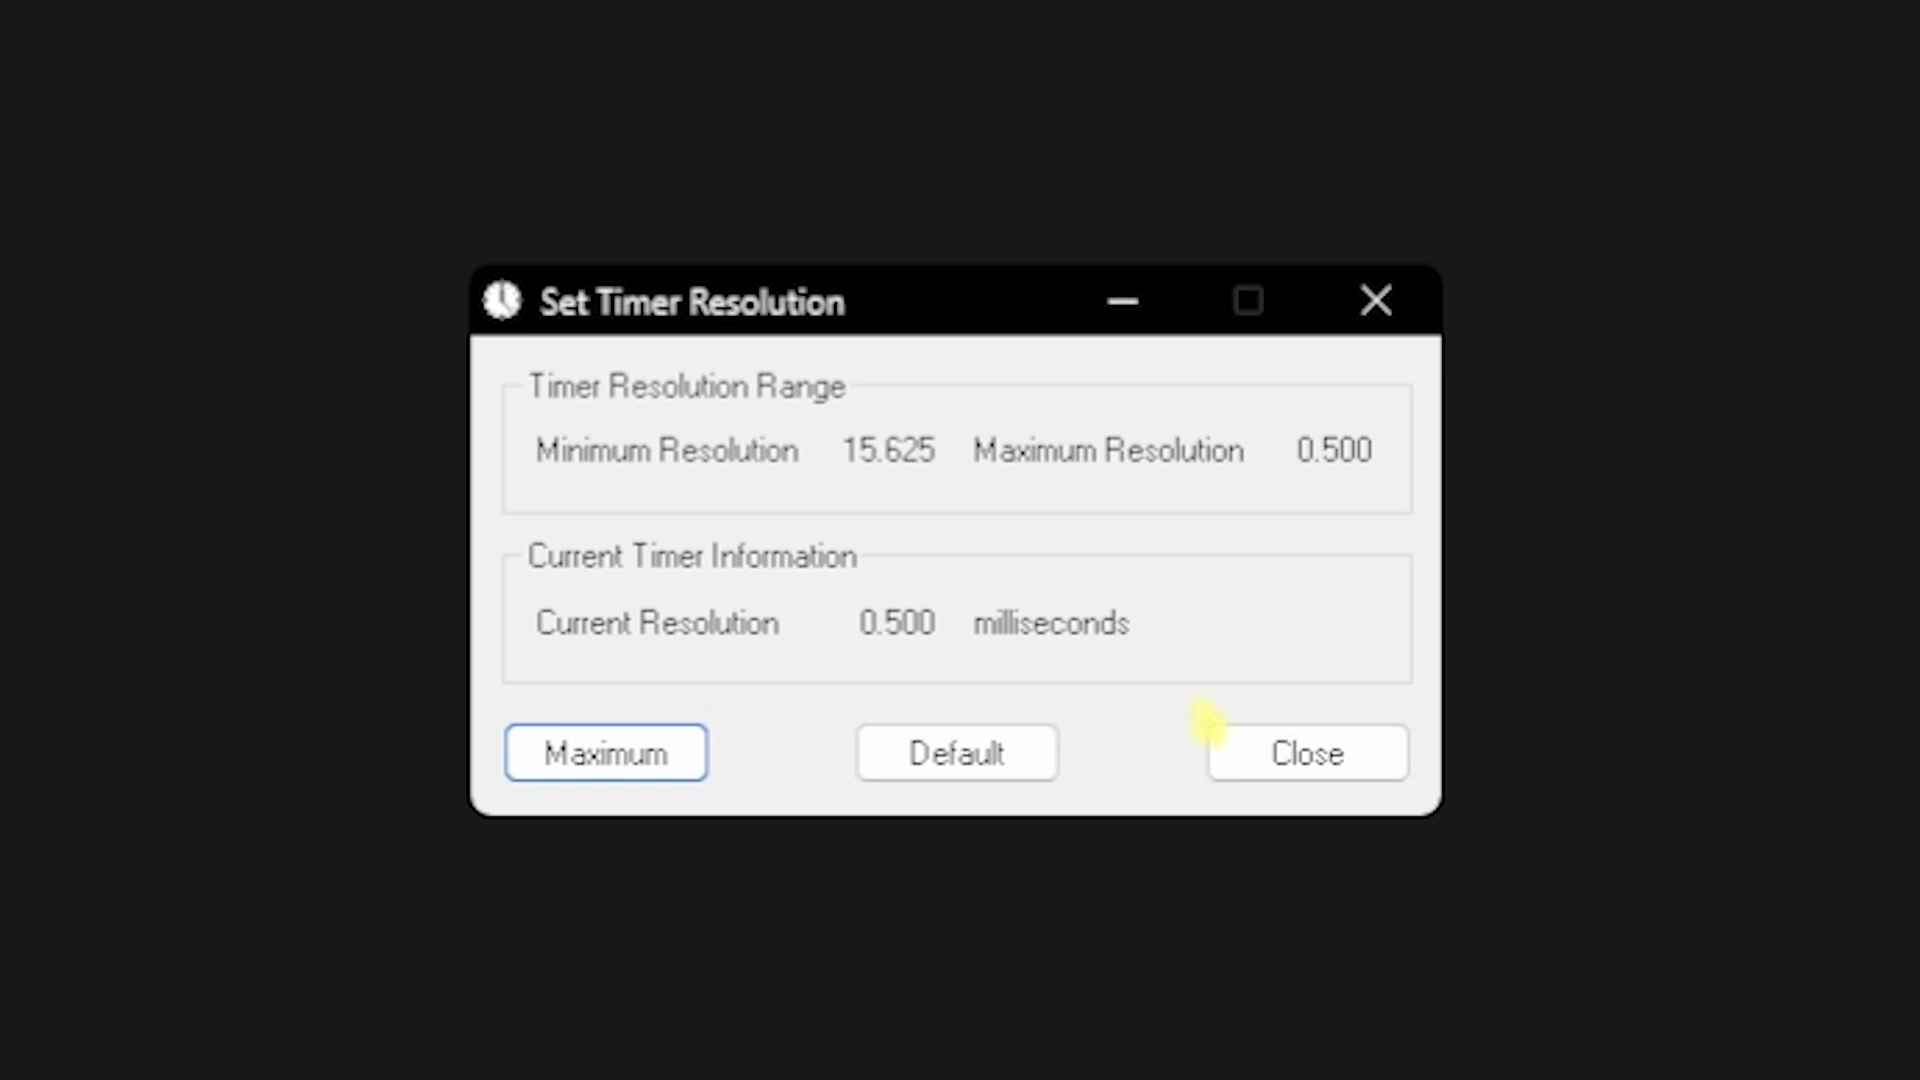 Set Timer Resolution
Timer Resolution Range
Minimum Resolution 15.625 Maximum Resolution 0.500
Current Timer Information
Current Resolution 0.500 milliseconds
Maximum Default Close